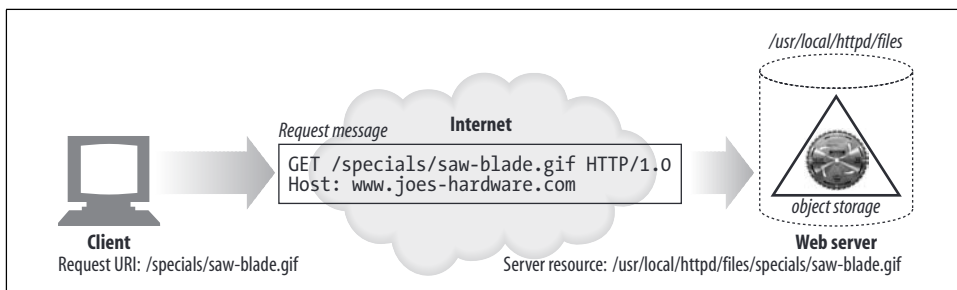 /usr/local/httpd/files
Request message
Internet
GET /specials/saw-blade.gif HTTP/1.0
Host: www.joes-hardware.com
object storage
Client
Web server
Request URI: /specials/saw-blade.gif
Server resource: /usr/local/httpd/files/specials/saw-blade.gif